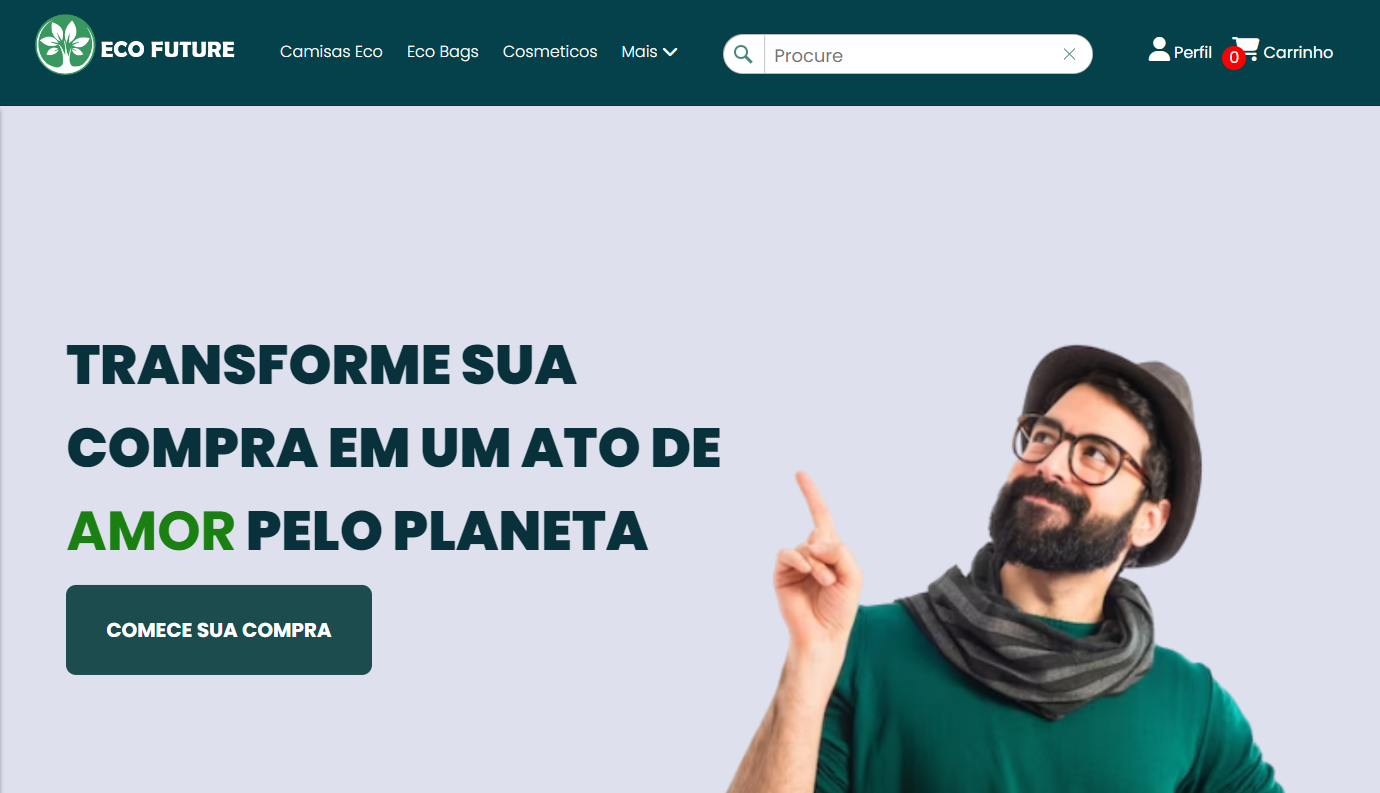 ECO FUTURE
Camisas Eco
Eco Bags
Cosmeticos
Mais
Procure
Perfil
0
Carrinho
TRANSFORME SUA
COMPRA EM UM ATO DE
AMOR PELO PLANETA
COMECE SUA COMPRA